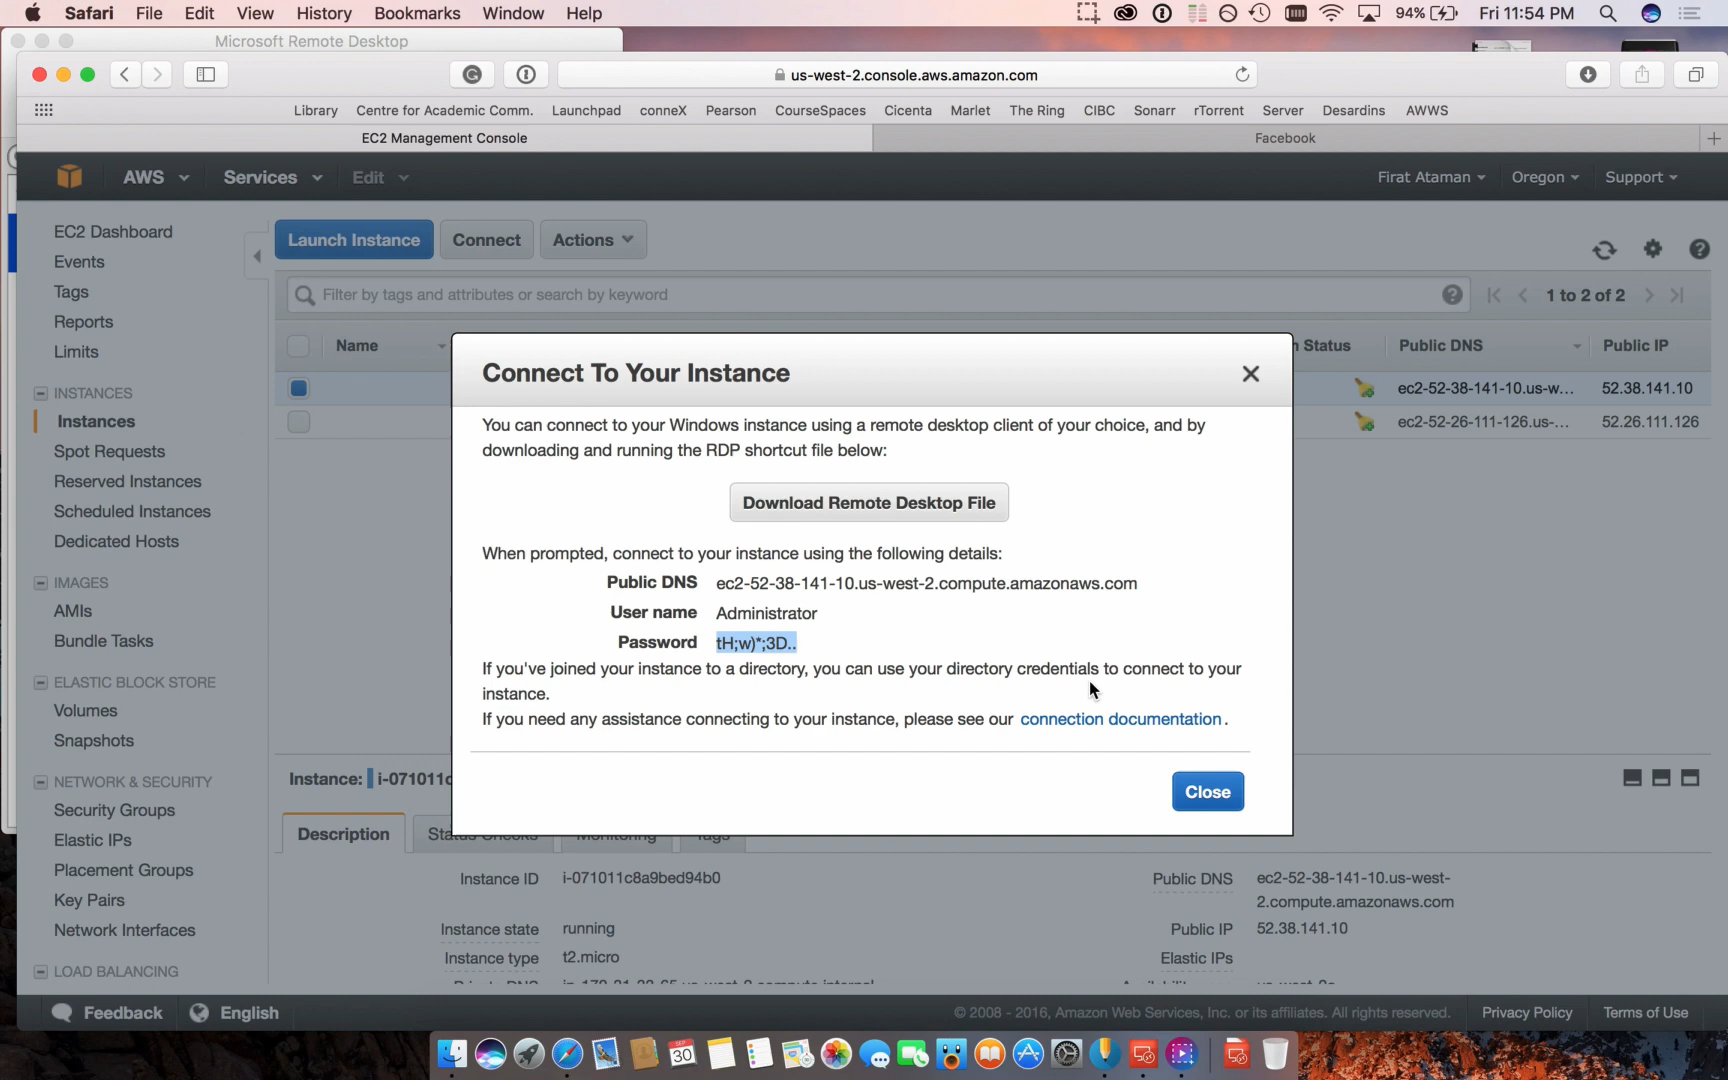 Safari File Edit View History Bookmarks Window Help
94% Fri 11:54 PM
Microsoft Remote Desktop
us-west-2.console.aws.amazon.com
Library Centre for Academic Comm. Launchpad conneX Pearson CourseSpaces Cicenta Marlet The Ring CIBC Sonarr rTorrent Server Desardins AWWS
EC2 Management Console Facebook
AWS Services Edit Firat Ataman Oregon Support
EC2 Dashboard
Events
Tags
Reports
Limits
INSTANCES
Instances
Spot Requests
Reserved Instances
Scheduled Instances
Dedicated Hosts
IMAGES
AMIs
Bundle Tasks
ELASTIC BLOCK STORE
Volumes
Snapshots
NETWORK & SECURITY
Security Groups
Elastic IPs
Placement Groups
Key Pairs
Network Interfaces
LOAD BALANCING
Launch Instance Connect Actions
Filter by tags and attributes or search by keyword
1 to 2 of 2
Name Status Public DNS Public IP
ec2-52-38-141-10.us-w... 52.38.141.10
ec2-52-26-111-126.us-... 52.26.111.126
Connect To Your Instance
You can connect to your Windows instance using a remote desktop client of your choice, and by
downloading and running the RDP shortcut file below:
Download Remote Desktop File
When prompted, connect to your instance using the following details:
Public DNS ec2-52-38-141-10.us-west-2.compute.amazonaws.com
User name Administrator
Password tH;w)*;3D..
If you've joined your instance to a directory, you can use your directory credentials to connect to your
instance.
If you need any assistance connecting to your instance, please see our connection documentation.
Close
Instance: i-071011c
Description Status Checks Monitoring Tags
Instance ID i-071011c8a9bed94b0
Instance state running
Instance type t2.micro
Public DNS ec2-52-38-141-10.us-west-
2.compute.amazonaws.com
Public IP 52.38.141.10
Elastic IPs
Feedback English
© 2008 - 2016, Amazon Web Services, Inc. or its affiliates. All rights reserved. Privacy Policy Terms of Use
SEP
30